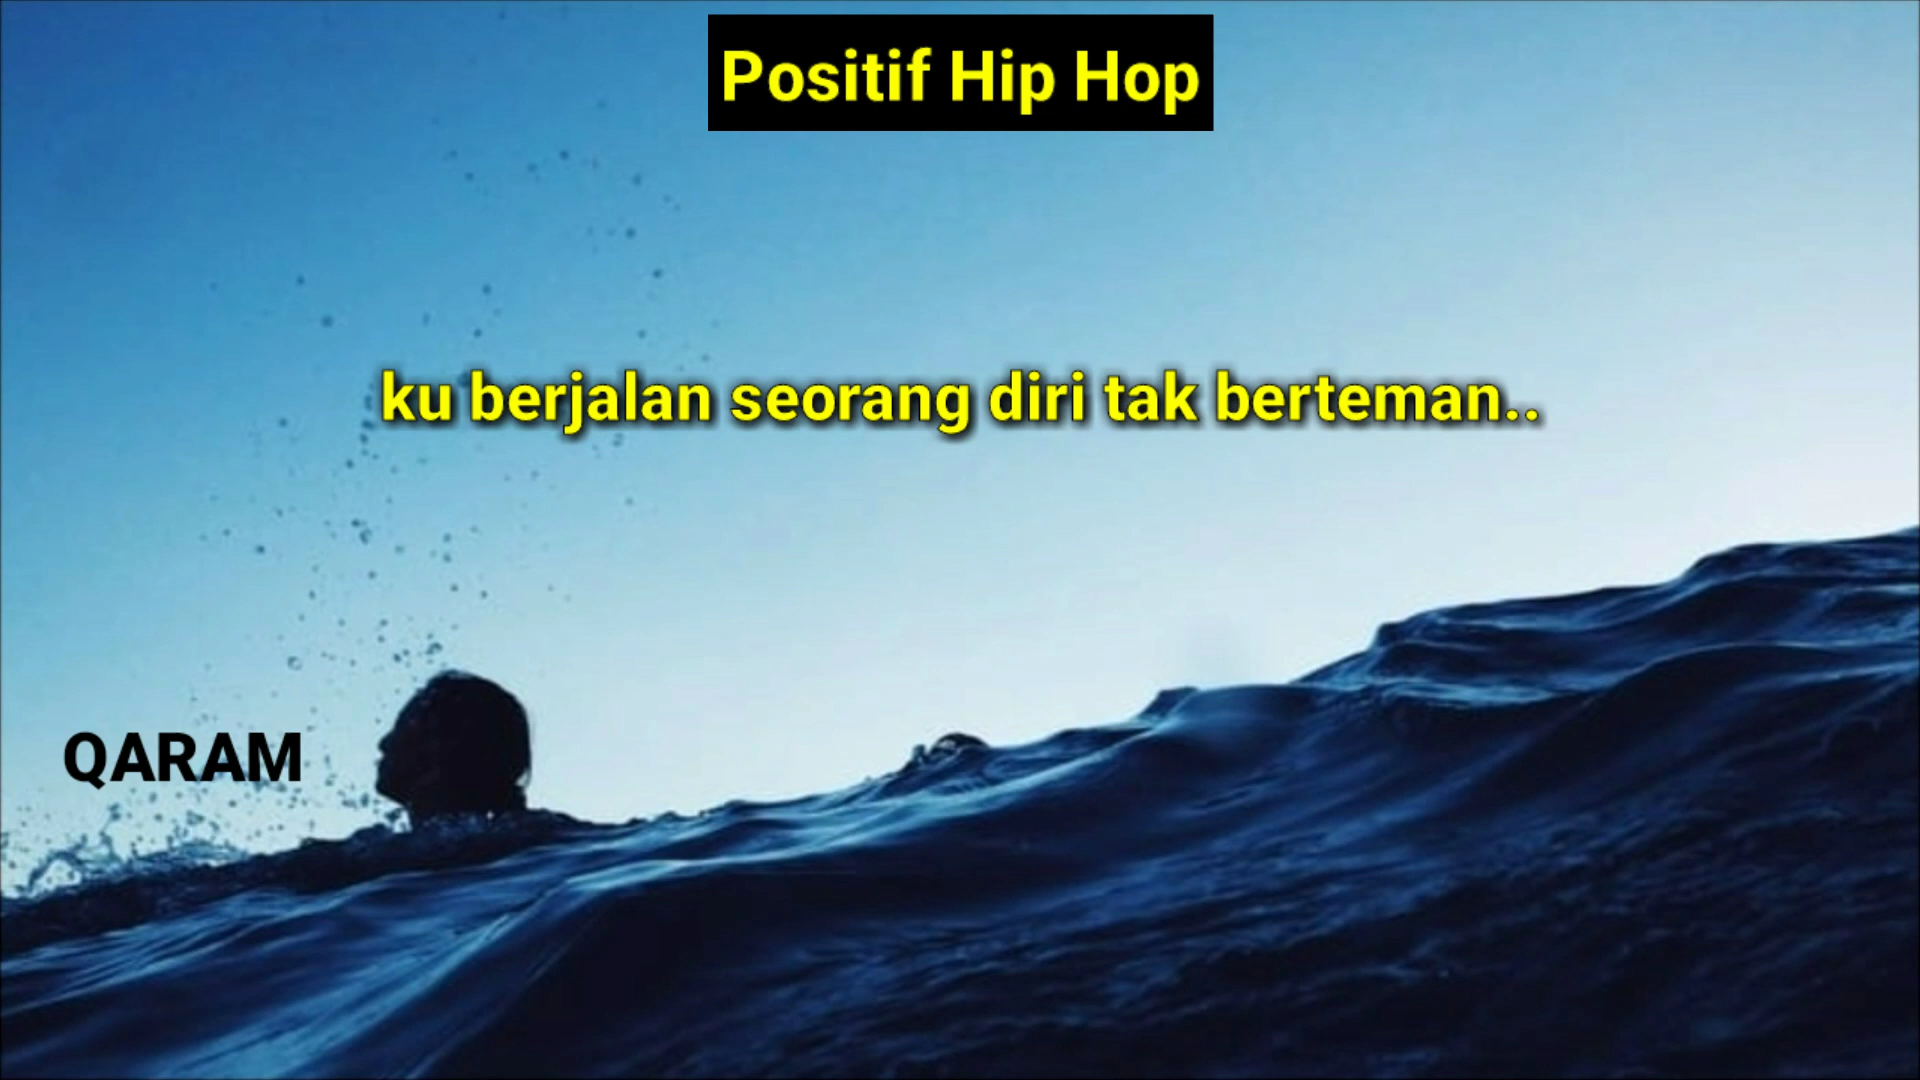 Positif Hip Hop
ku berjalan seorang diri tak berteman..
QARAM